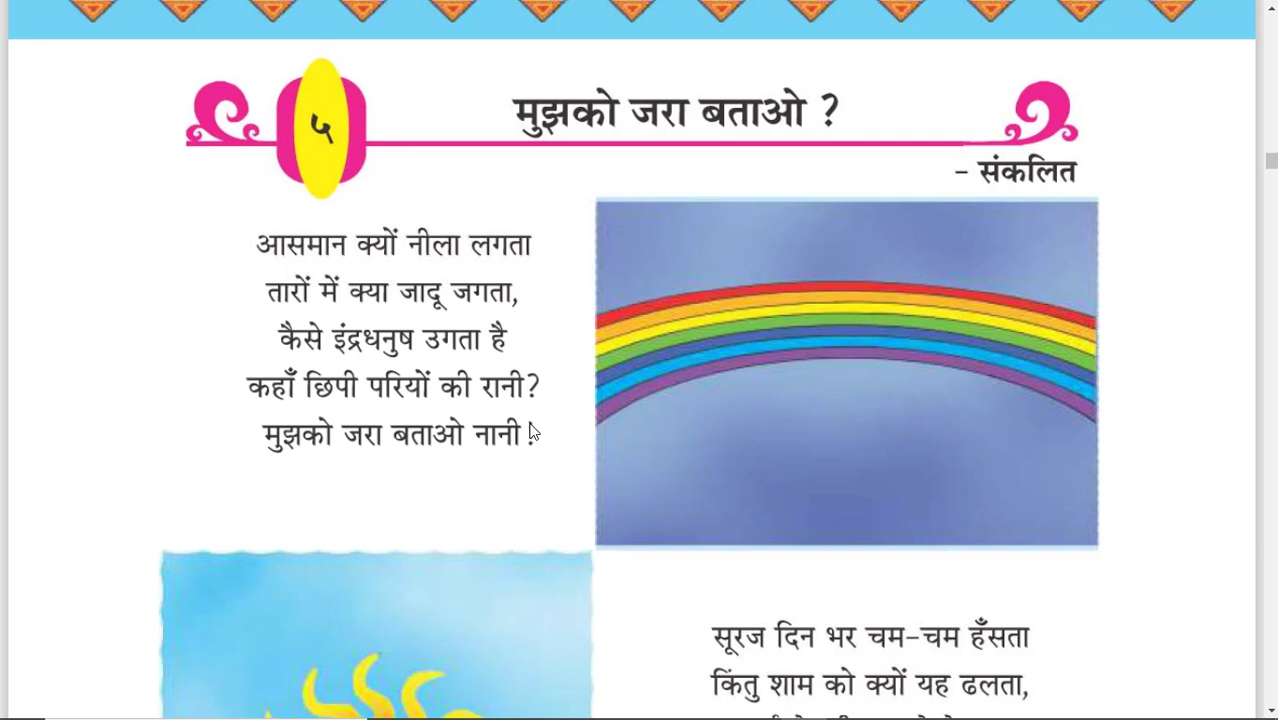 ५
मुझको जरा बताओ ?
- संकलित
आसमान क्यों नीला लगता
तारों में क्या जादू जगता,
कैसे इंद्रधनुष उगता है
कहाँ छिपी परियों की रानी?
मुझको जरा बताओ नानी!
सूरज दिन भर चम-चम हँसता
किंतु शाम को क्यों यह ढलता,